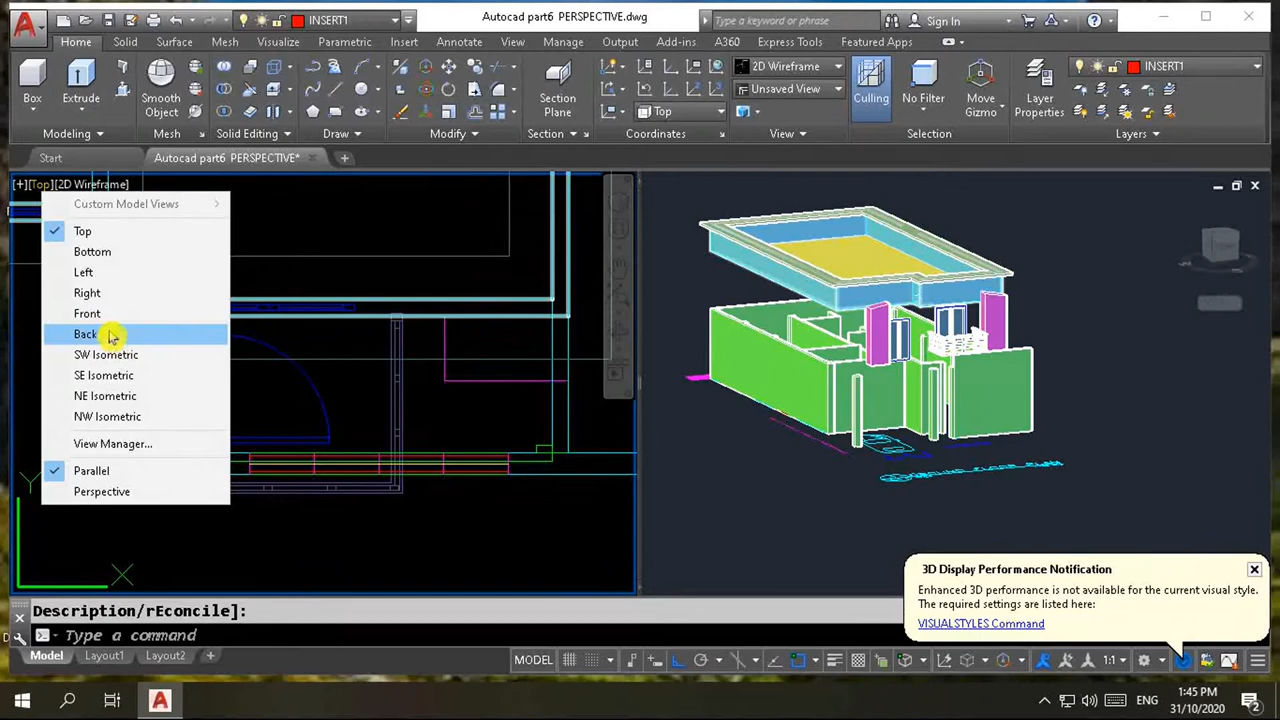 INSERT1
Autocad part6 PERSPECTIVE.dwg
Type a keyword or phrase
Sign In
Home
Solid
Surface
Mesh
Visualize
Parametric
Insert
Annotate
View
Manage
Output
Add-ins
A360
Express Tools
Featured Apps
Box
Extrude
Smooth
Object
Section
Plane
2D Wireframe
Unsaved View
Top
Culling
No Filter
Move
Gizmo
Layer
Properties
INSERT1
Modeling
Mesh
Solid Editing
Draw
Modify
Section
Coordinates
View
Selection
Layers
Start
Autocad part6 PERSPECTIVE*
[+][Top][2D Wireframe]
Custom Model Views
Top
Bottom
Left
Right
Front
Back
SW Isometric
SE Isometric
NE Isometric
NW Isometric
View Manager...
Parallel
Perspective
Y
3D Display Performance Notification
Enhanced 3D performance is not available for the current visual style.
The required settings are listed here:
VISUALSTYLES Command
Description/rEconcile]:
Type a command
Model
Layout1
Layout2
MODEL
1:1
ENG
1:45 PM
31/10/2020
2